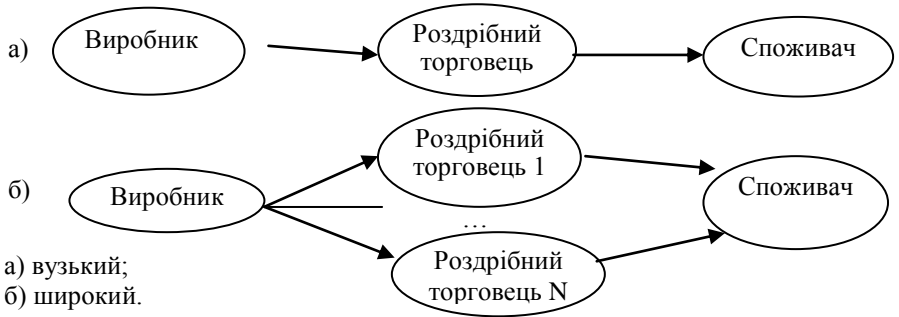 а)
Виробник
Роздрібний
торговець
Споживач
б)
Виробник
Роздрібний
торговець 1
...
Роздрібний
торговець N
Споживач
а) вузький;
б) широкий.